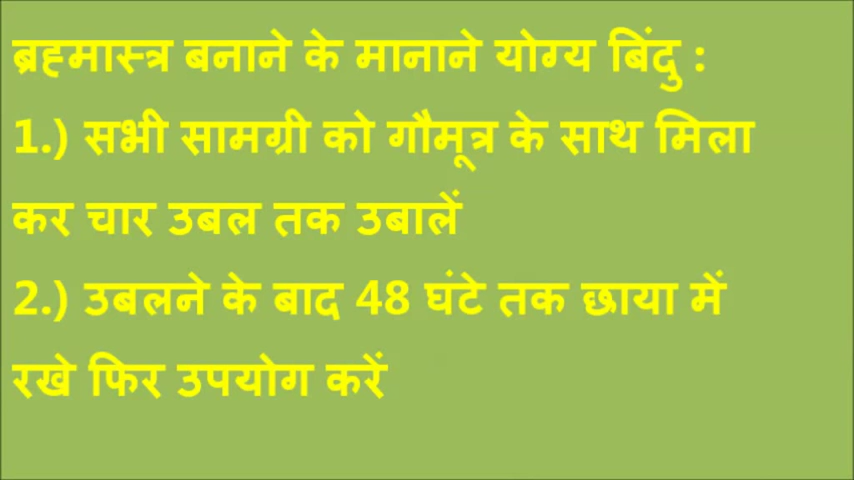 ब्रह्मास्त्र बनाने के मानाने योग्य बिंदु :
1.) सभी सामग्री को गौमूत्र के साथ मिला
कर चार उबल तक उबालें
2.) उबलने के बाद 48 घंटे तक छाया में
रखे फिर उपयोग करें